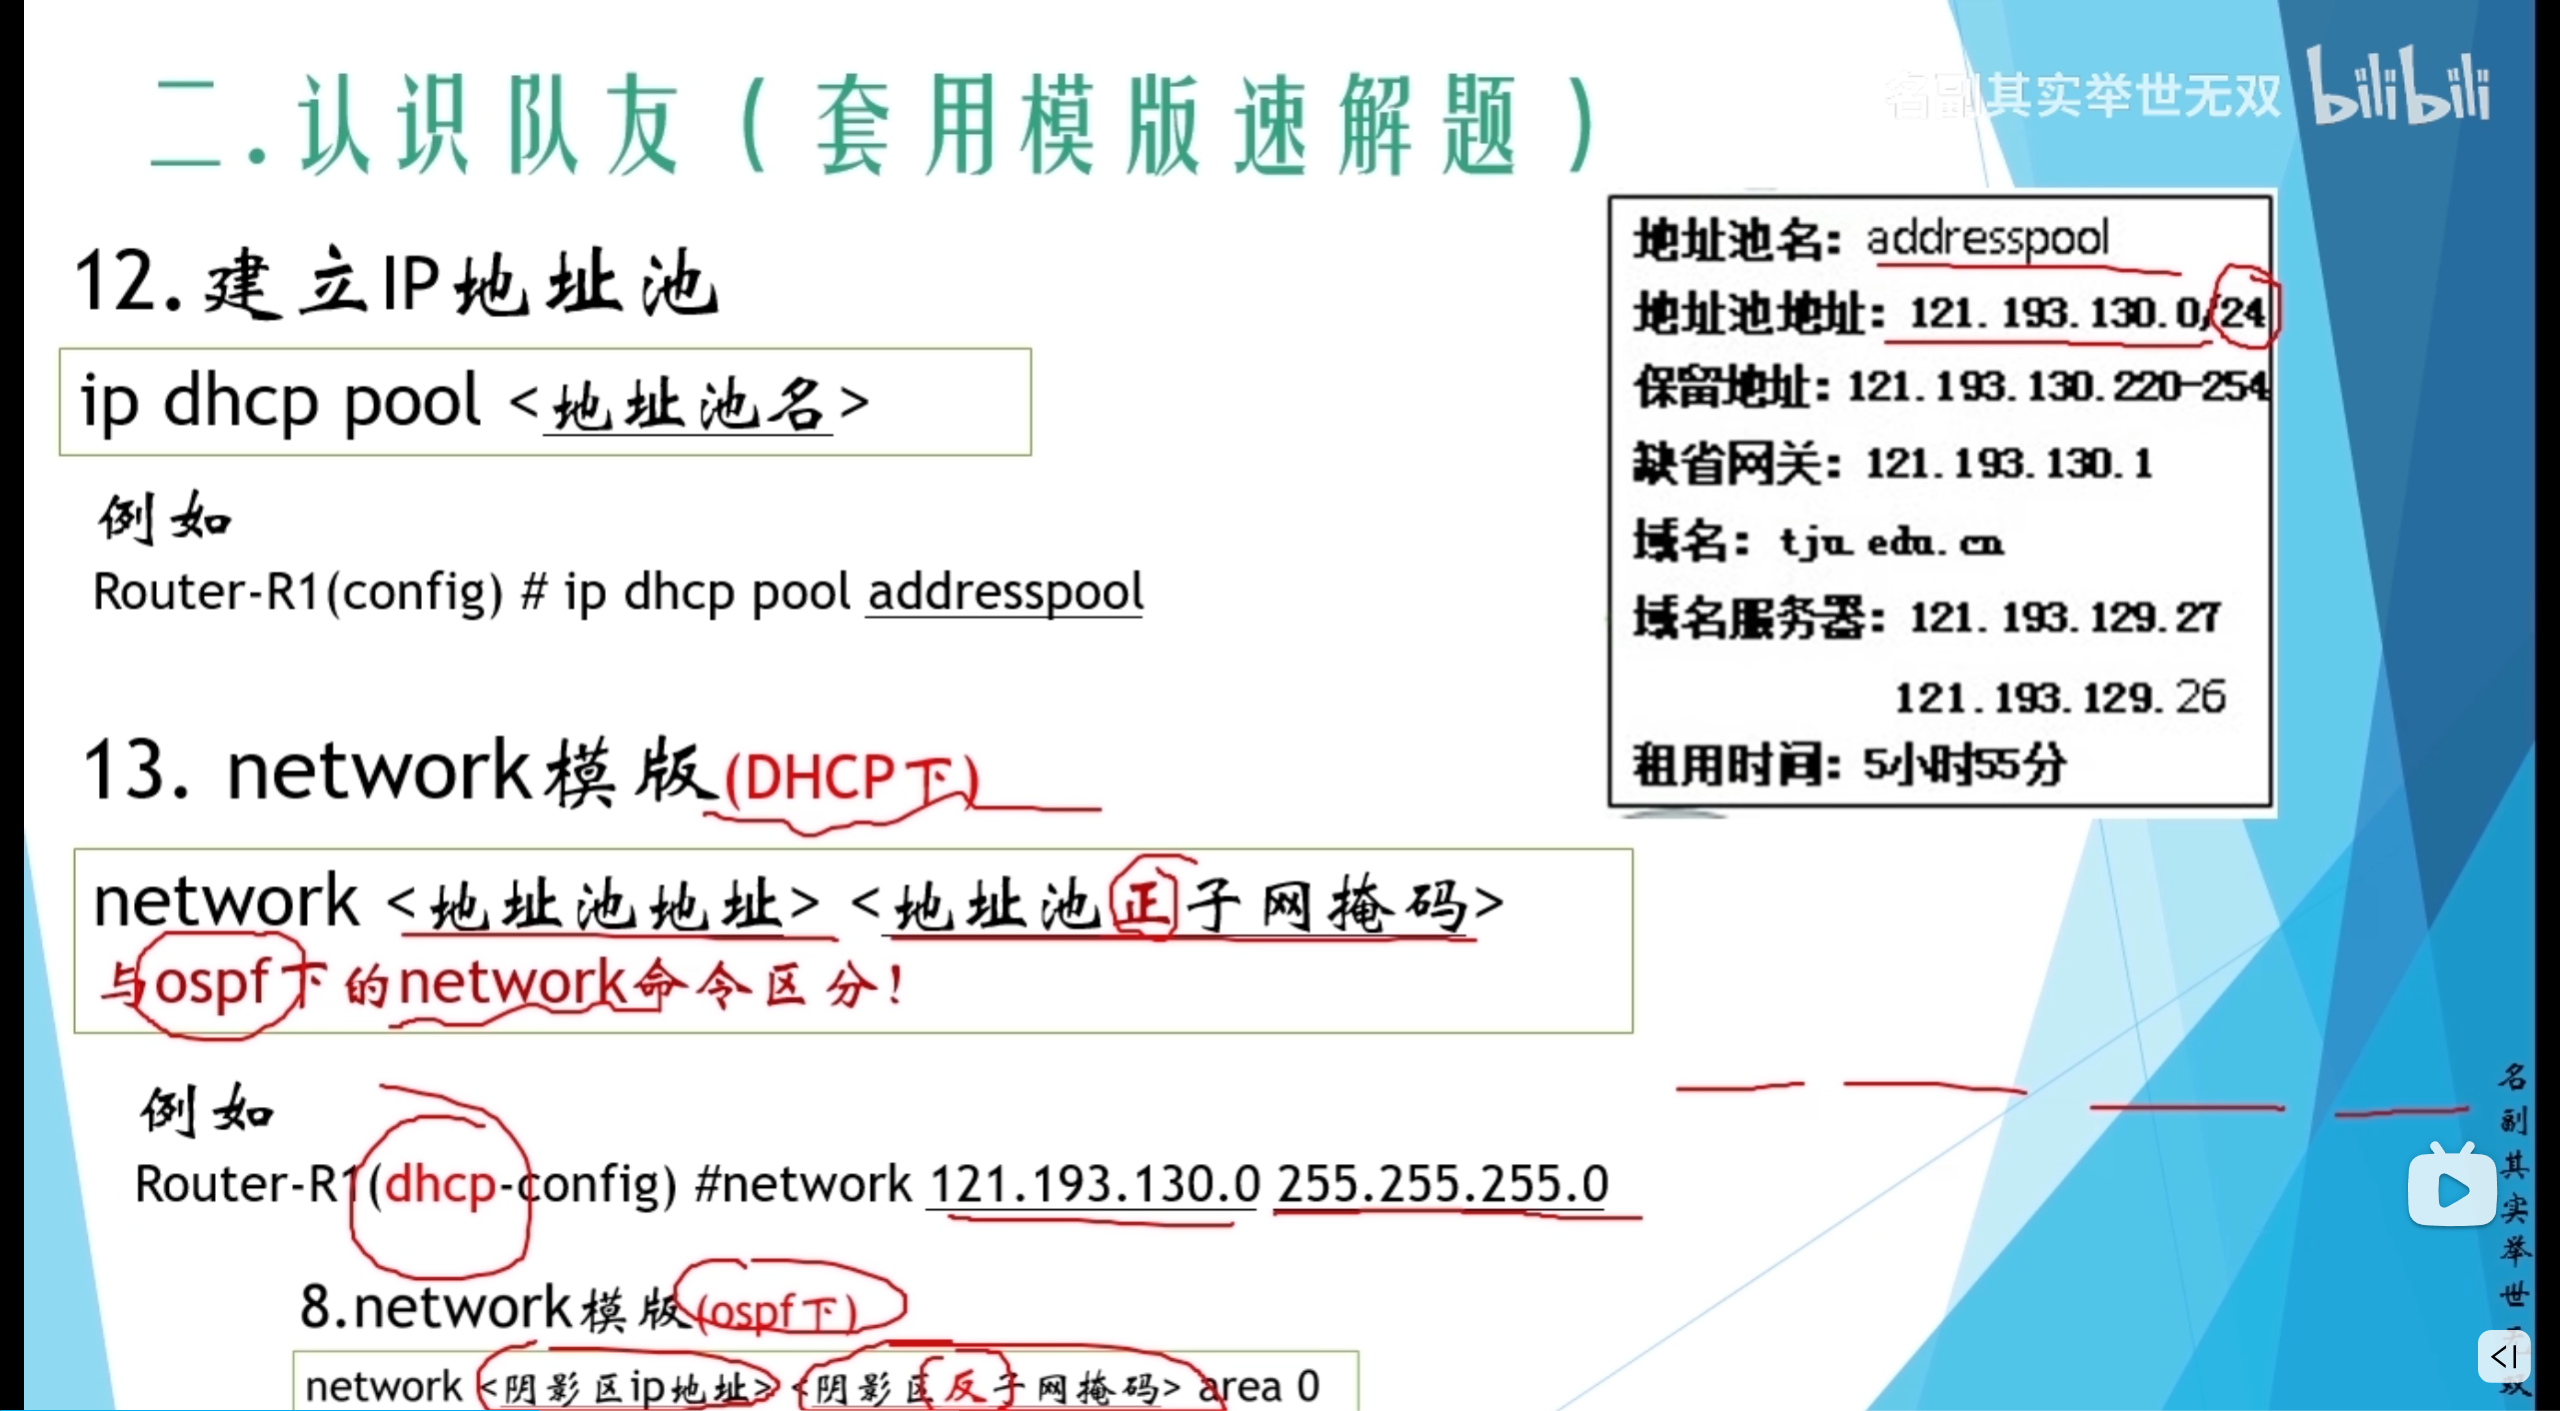 二.认识队友(套用模版速解题)
名副其实举世无双 bilibili
12.建立IP地址池
ip dhcp pool <地址池名>
例如
Router-R1(config) # ip dhcp pool addresspool
地址池名: addresspool
地址池地址: 121.193.130.0/24
保留地址: 121.193.130.220-254
缺省网关: 121.193.130.1
域名: tju.edu.cn
域名服务器: 121.193.129.27
121.193.129.26
租用时间: 5小时55分
13. network模版(DHCP下)
network <地址池地址> <地址池正子网掩码>
与ospf下的network命令区分!
例如
Router-R1(dhcp-config) #network 121.193.130.0 255.255.255.0
8.network模版(ospf下)
network <阴影区ip地址> <阴影区反子网掩码> area 0
名副其实举世无双